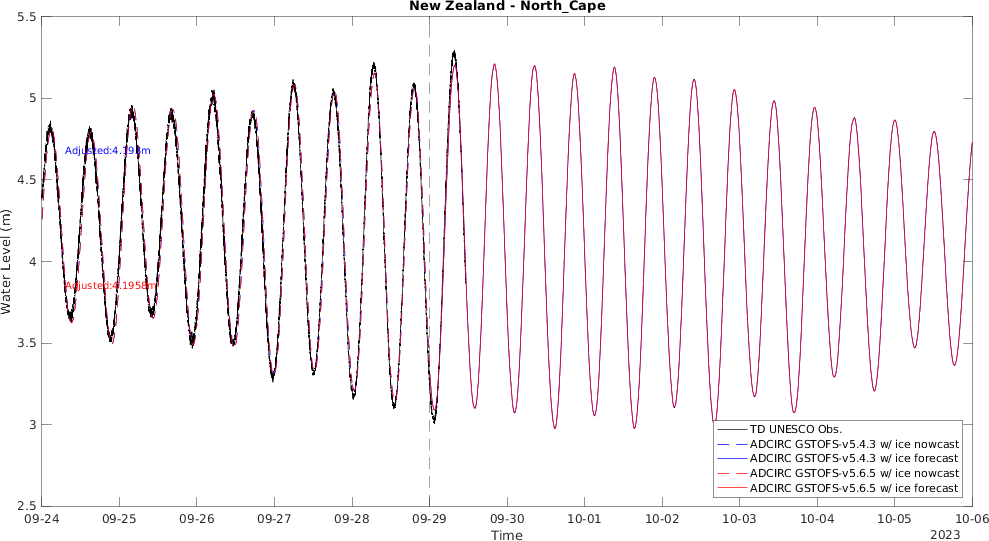 New Zealand - North_Cape
Water Level (m)
5.5
5
4.5
4
3.5
3
2.5
Adjusted:4.193m
Adjusted:4.1958m
TD UNESCO Obs.
ADCIRC GSTOFS-v5.4.3 w/ ice nowcast
ADCIRC GSTOFS-v5.4.3 w/ ice forecast
ADCIRC GSTOFS-v5.6.5 w/ ice nowcast
ADCIRC GSTOFS-v5.6.5 w/ ice forecast
09-24 09-25 09-26 09-27 09-28 09-29 09-30 10-01 10-02 10-03 10-04 10-05 10-06
Time
2023